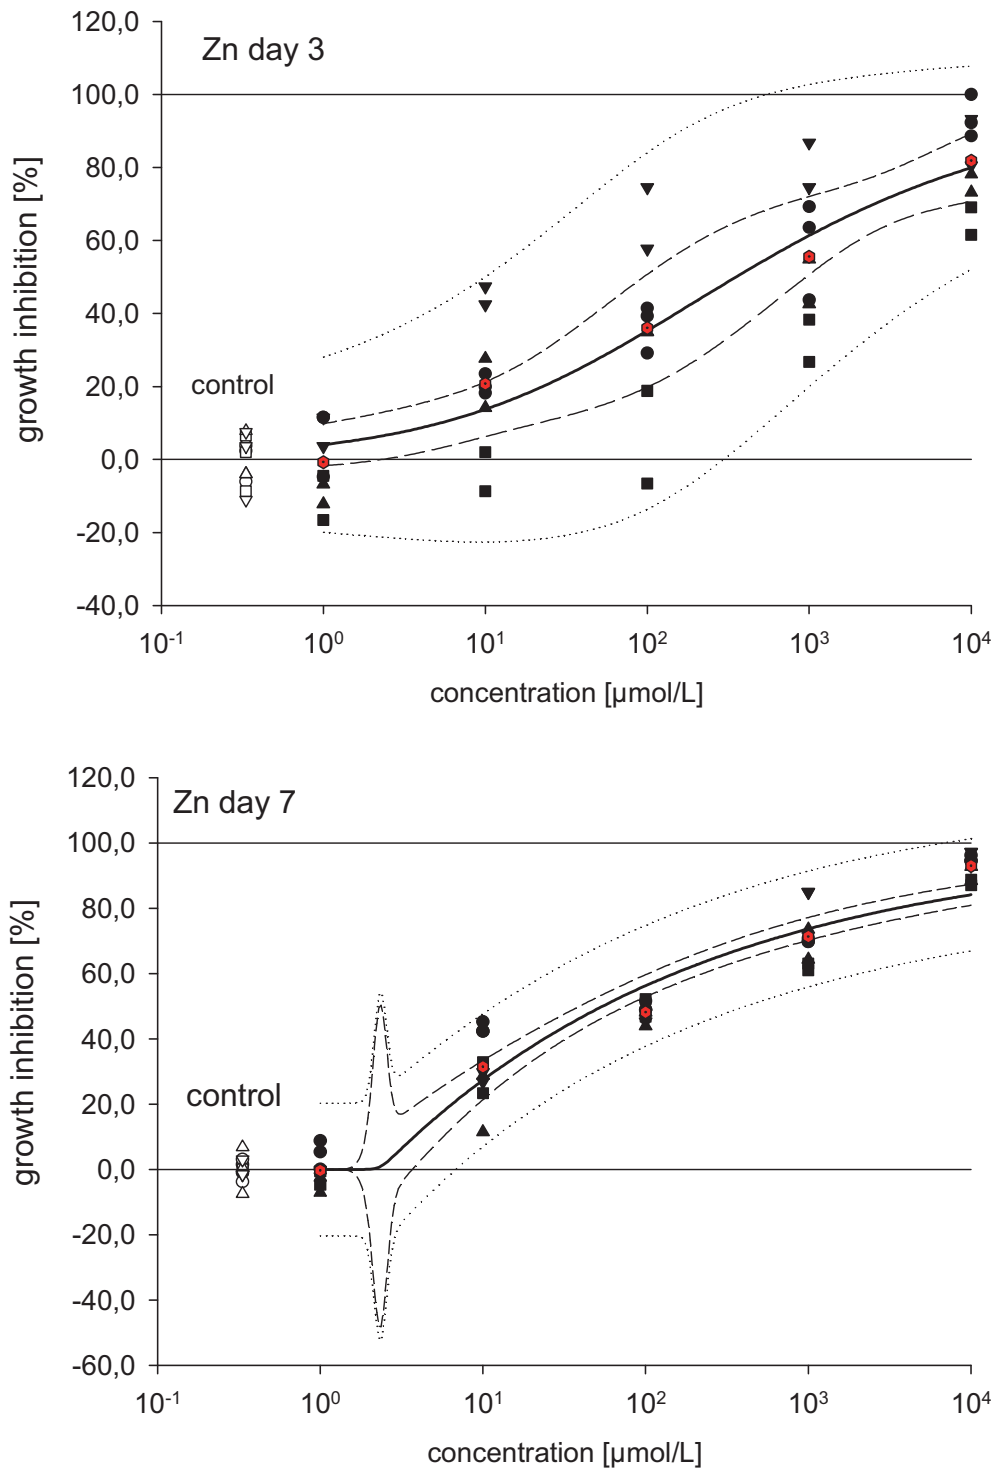 Zn day 3
growth inhibition [%]
120,0
100,0
80,0
60,0
40,0
20,0
0,0
-20,0
-40,0
control
10⁻¹ 10⁰ 10¹ 10² 10³ 10⁴
concentration [µmol/L]
Zn day 7
growth inhibition [%]
120,0
100,0
80,0
60,0
40,0
20,0
0,0
-20,0
-40,0
-60,0
control
10⁻¹ 10⁰ 10¹ 10² 10³ 10⁴
concentration [µmol/L]